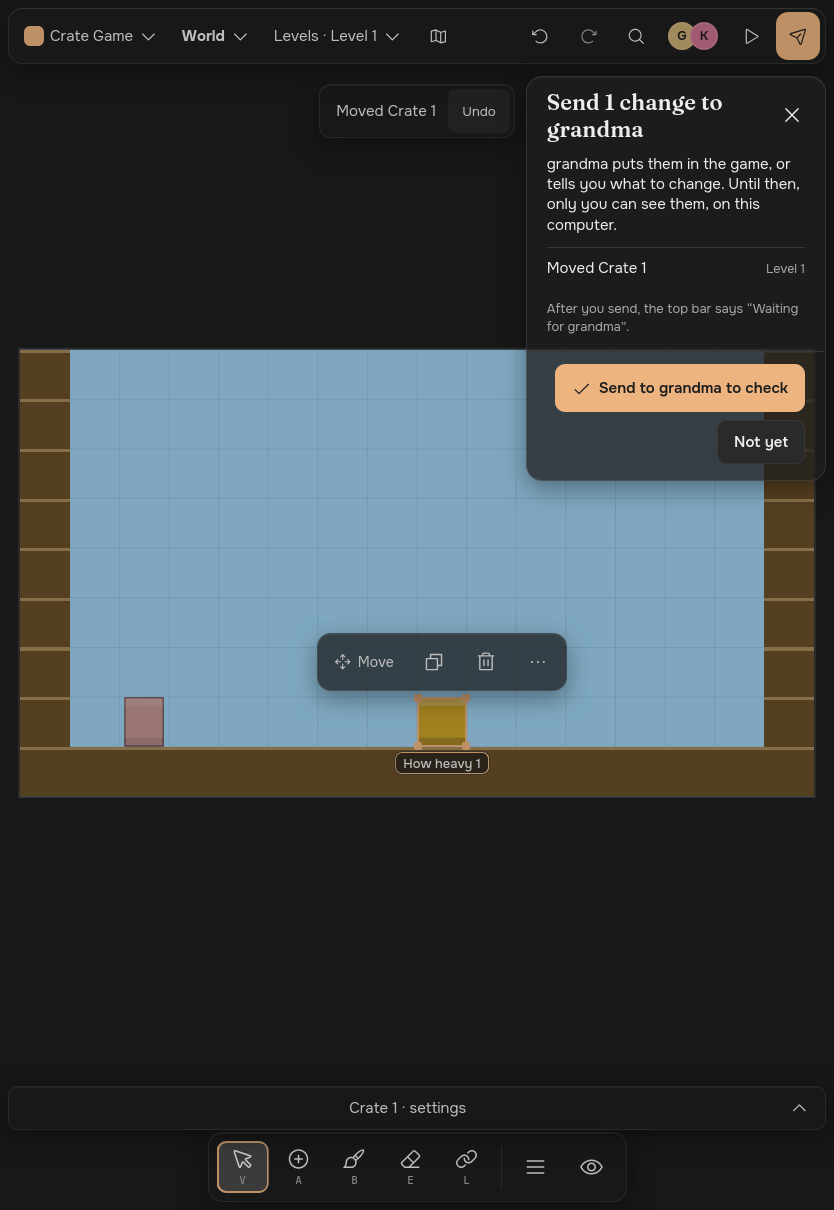 Crate Game
World
Levels · Level 1
G
K
Moved Crate 1
Undo
Send 1 change to
grandma
grandma puts them in the game, or
tells you what to change. Until then,
only you can see them, on this
computer.
Moved Crate 1
Level 1
After you send, the top bar says “Waiting
for grandma”.
Send to grandma to check
Not yet
Move
How heavy 1
Crate 1 · settings
V
A
B
E
L